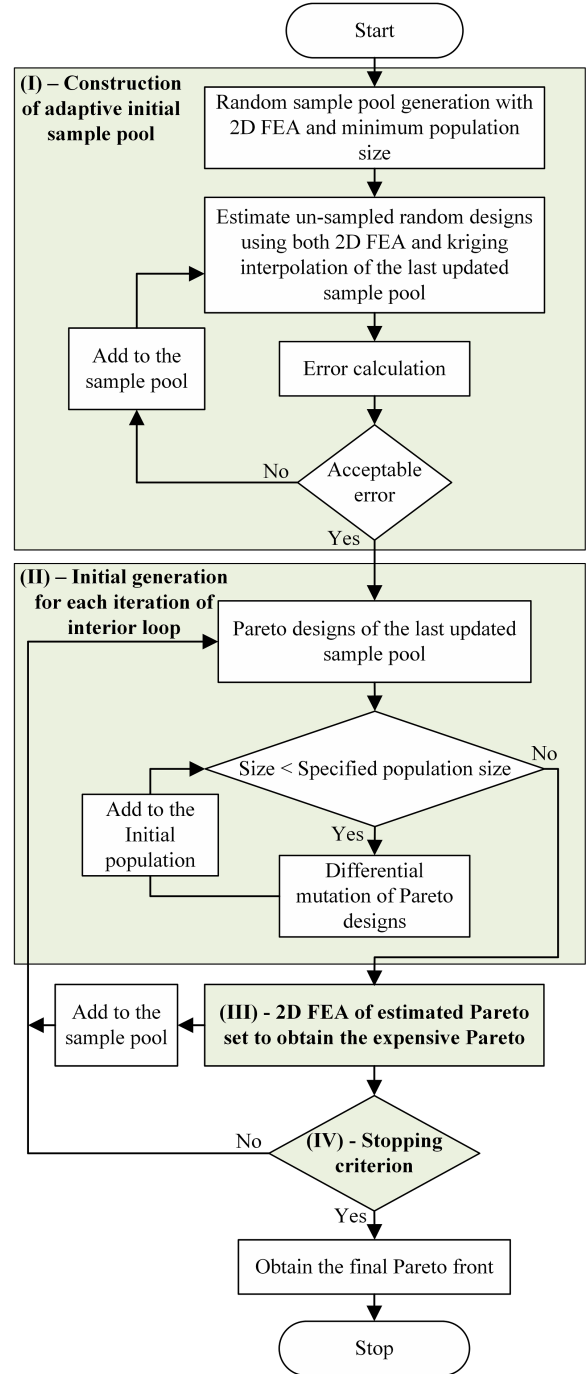 Start
(I) – Construction
of adaptive initial
sample pool
Random sample pool generation with
2D FEA and minimum population
size
Estimate un-sampled random designs
using both 2D FEA and kriging
interpolation of the last updated
sample pool
Add to the
sample pool
Error calculation
No
Acceptable
error
Yes
(II) – Initial generation
for each iteration of
interior loop
Pareto designs of the last updated
sample pool
No
Size < Specified population size
Add to the
Initial
population
Yes
Differential
mutation of Pareto
designs
Add to the
sample pool
(III) - 2D FEA of estimated Pareto
set to obtain the expensive Pareto
No
(IV) - Stopping
criterion
Yes
Obtain the final Pareto front
Stop